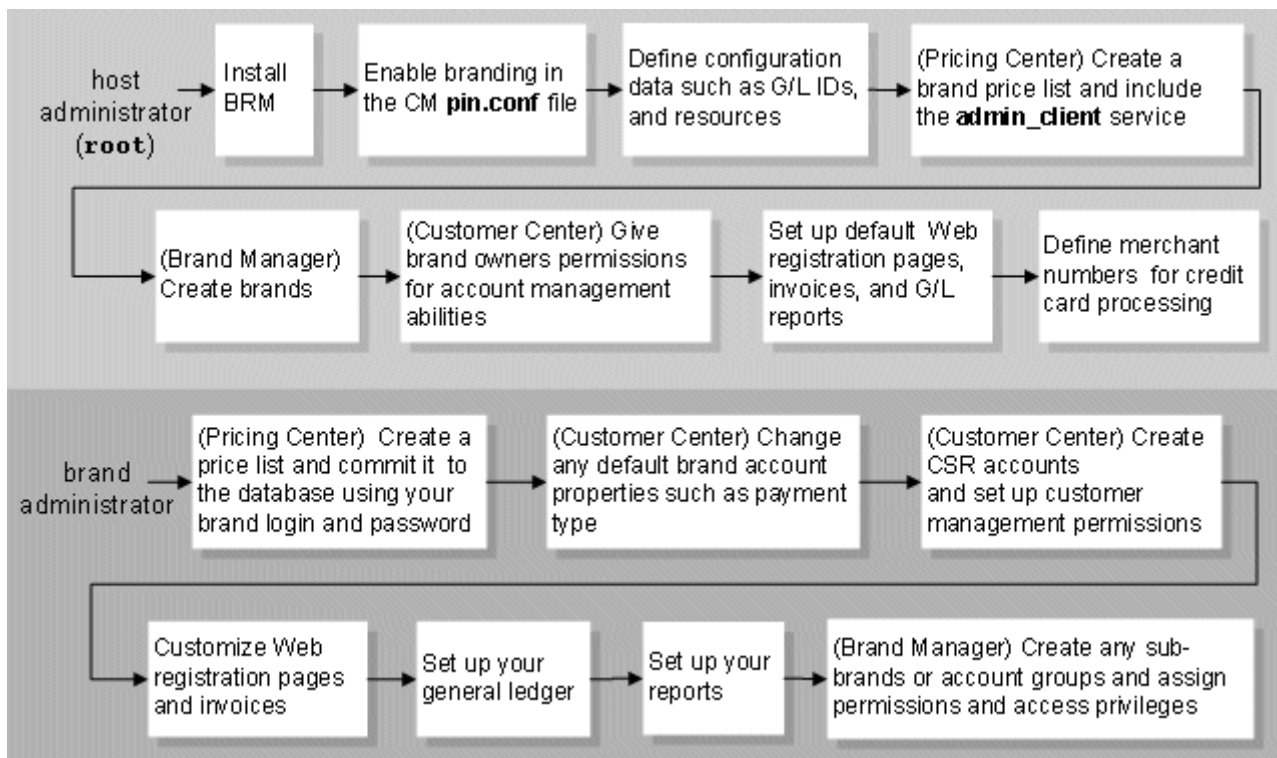 host
administrator
(root)
Install
BRM
Enable branding in
the CM pin.conf file
Define configuration
data such as G/L IDs,
and resources
(Pricing Center) Create a
brand price list and include
the admin_client service
(Brand Manager)
Create brands
(Customer Center) Give
brand owners permissions
for account management
abilities
Set up default Web
registration pages,
invoices, and G/L
reports
Define merchant
numbers for credit
card processing
brand
administrator
(Pricing Center) Create a
price list and commit it to
the database using your
brand login and password
(Customer Center) Change
any default brand account
properties such as payment
type
(Customer Center) Create
CSR accounts
and set up customer
management permissions
Customize Web
registration pages
and invoices
Set up your
general ledger
Set up your
reports
(Brand Manager) Create any sub-
brands or account groups and assign
permissions and access privileges